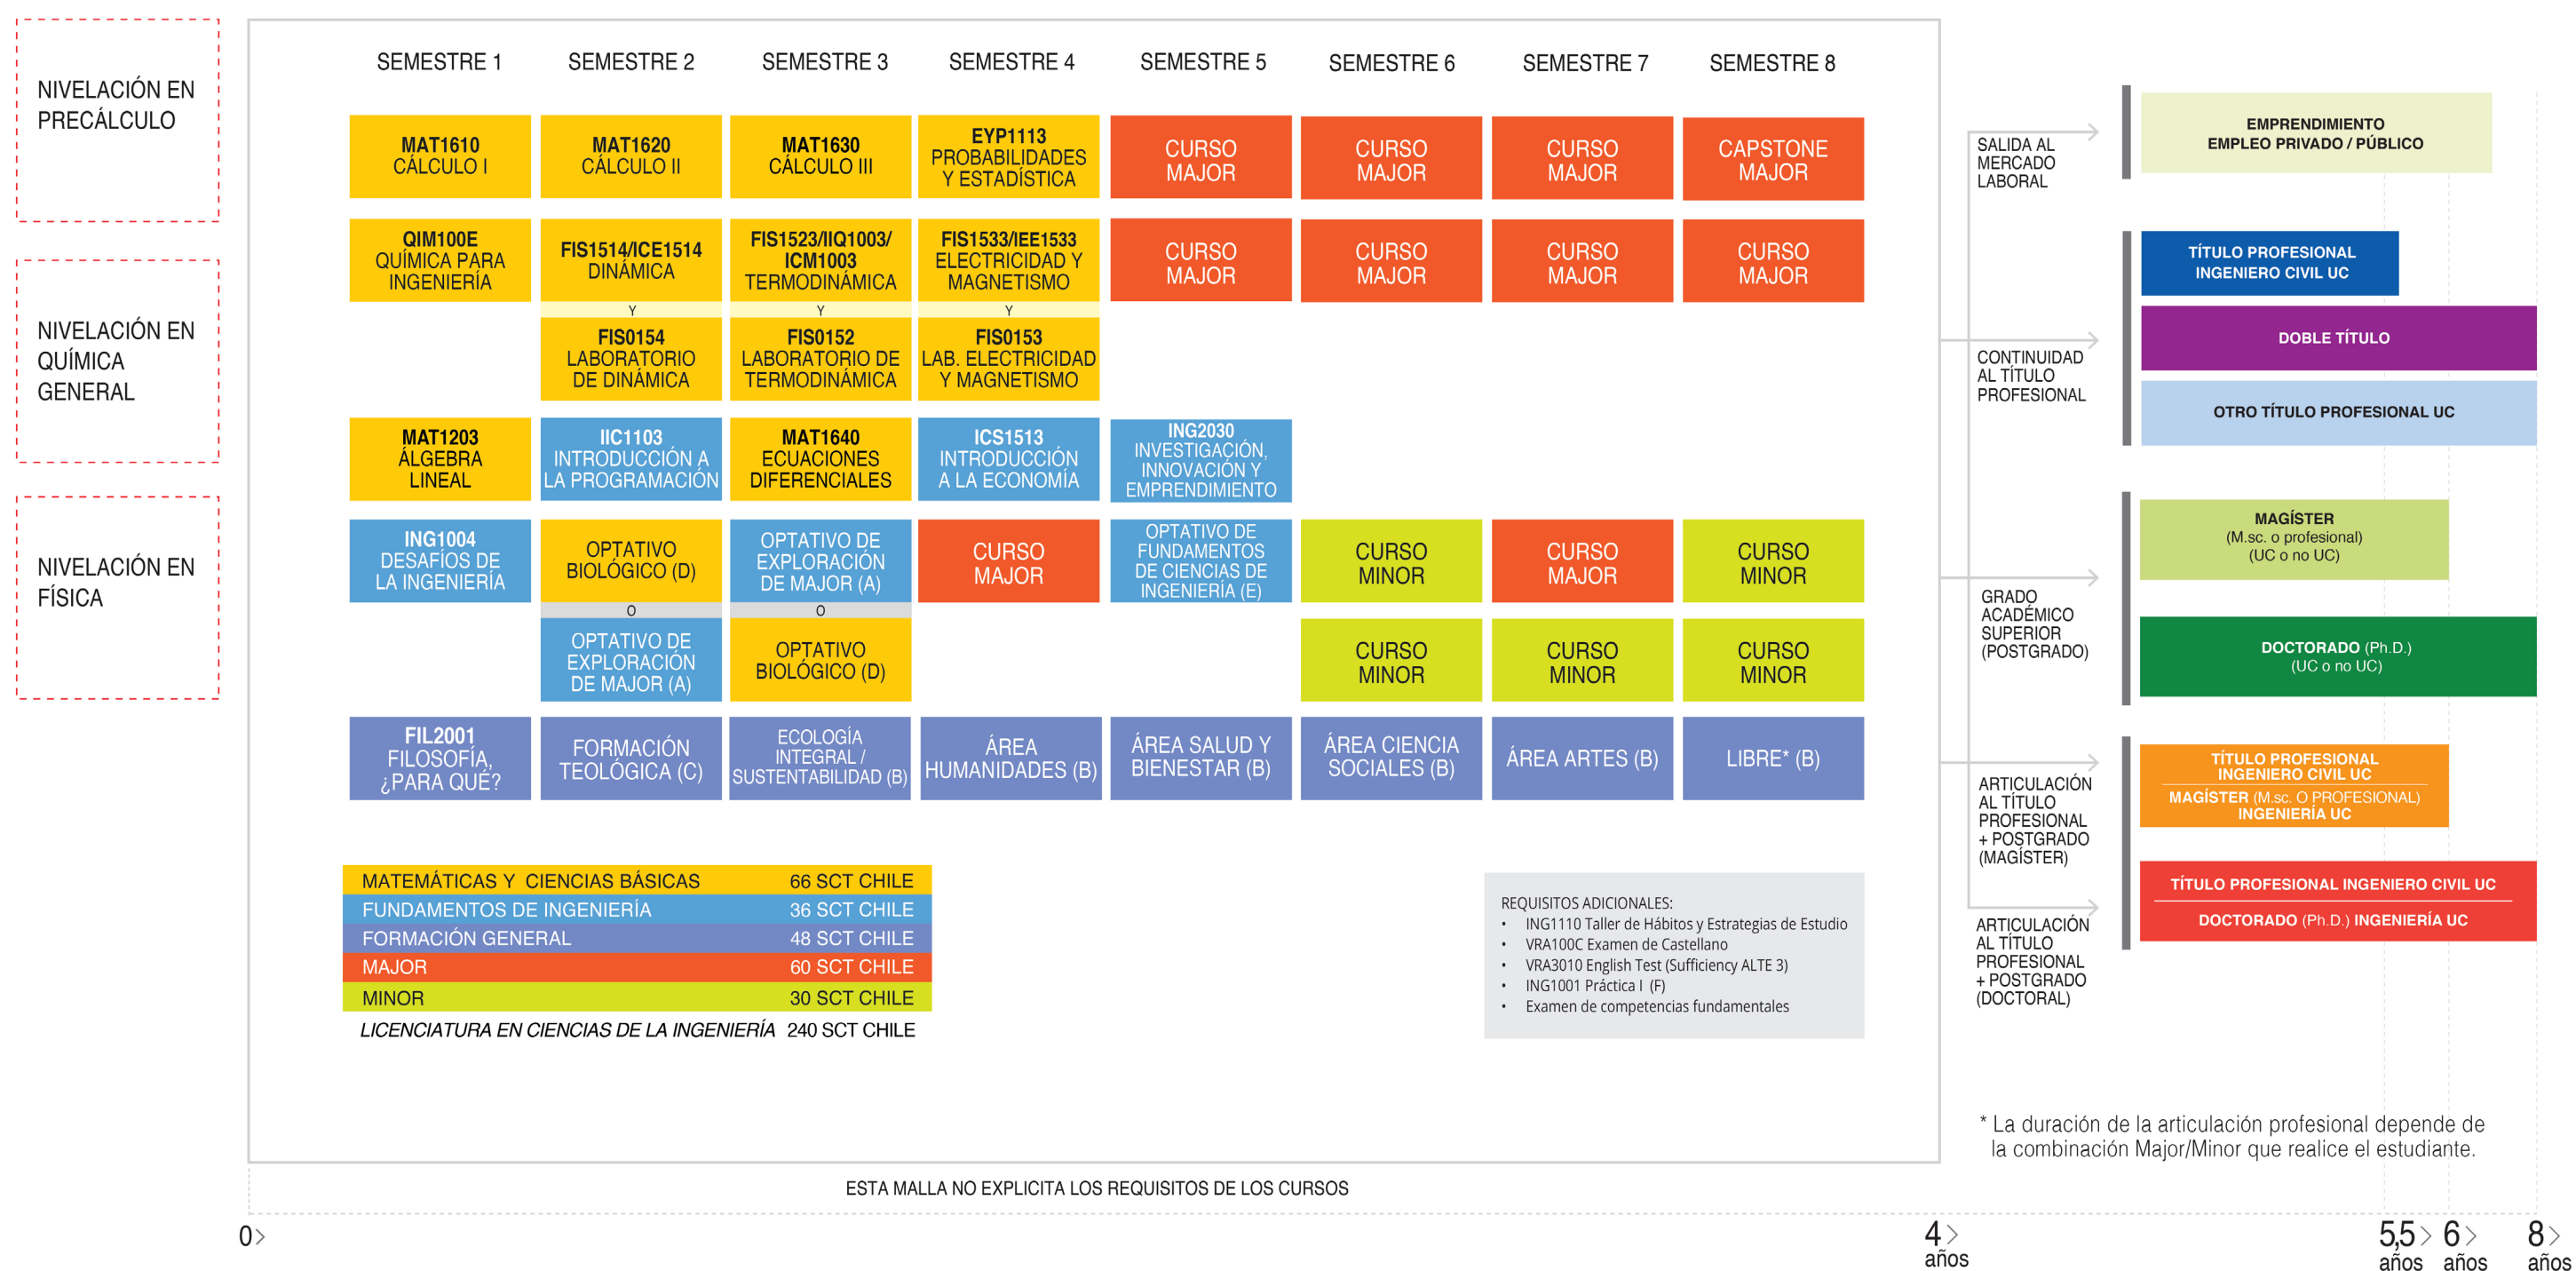 NIVELACIÓN EN
PRECÁLCULO
NIVELACIÓN EN
QUÍMICA
GENERAL
NIVELACIÓN EN
FÍSICA
SEMESTRE 1
SEMESTRE 2
SEMESTRE 3
SEMESTRE 4
SEMESTRE 5
SEMESTRE 6
SEMESTRE 7
SEMESTRE 8
MAT1610
CÁLCULO I
MAT1620
CÁLCULO II
MAT1630
CÁLCULO III
EYP1113
PROBABILIDADES
Y ESTADÍSTICA
CURSO
MAJOR
CURSO
MAJOR
CURSO
MAJOR
CAPSTONE
MAJOR
QIM100E
QUÍMICA PARA
INGENIERÍA
FIS1514/ICE1514
DINÁMICA
Y
FIS0154
LABORATORIO
DE DINÁMICA
FIS1523/IIQ1003/
ICM1003
TERMODINÁMICA
Y
FIS0152
LABORATORIO DE
TERMODINÁMICA
FIS1533/IEE1533
ELECTRICIDAD Y
MAGNETISMO
Y
FIS0153
LAB. ELECTRICIDAD
Y MAGNETISMO
CURSO
MAJOR
CURSO
MAJOR
CURSO
MAJOR
CURSO
MAJOR
MAT1203
ÁLGEBRA
LINEAL
IIC1103
INTRODUCCIÓN A
LA PROGRAMACIÓN
MAT1640
ECUACIONES
DIFERENCIALES
ICS1513
INTRODUCCIÓN
A LA ECONOMÍA
ING2030
INVESTIGACIÓN,
INNOVACIÓN Y
EMPRENDIMIENTO
ING1004
DESAFÍOS DE
LA INGENIERÍA
OPTATIVO
BIOLÓGICO (D)
O
OPTATIVO DE
EXPLORACIÓN
DE MAJOR (A)
OPTATIVO DE
EXPLORACIÓN
DE MAJOR (A)
O
OPTATIVO
BIOLÓGICO (D)
CURSO
MAJOR
OPTATIVO DE
FUNDAMENTOS
DE CIENCIAS DE
INGENIERÍA (E)
CURSO
MINOR
CURSO
MAJOR
CURSO
MINOR
CURSO
MINOR
CURSO
MINOR
CURSO
MINOR
FIL2001
FILOSOFÍA,
¿PARA QUÉ?
FORMACIÓN
TEOLÓGICA (C)
ECOLOGÍA
INTEGRAL /
SUSTENTABILIDAD (B)
ÁREA
HUMANIDADES (B)
ÁREA SALUD Y
BIENESTAR (B)
ÁREA CIENCIA
SOCIALES (B)
ÁREA ARTES (B)
LIBRE* (B)
MATEMÁTICAS Y CIENCIAS BÁSICAS 66 SCT CHILE
FUNDAMENTOS DE INGENIERÍA 36 SCT CHILE
FORMACIÓN GENERAL 48 SCT CHILE
MAJOR 60 SCT CHILE
MINOR 30 SCT CHILE
LICENCIATURA EN CIENCIAS DE LA INGENIERÍA 240 SCT CHILE
REQUISITOS ADICIONALES:
• ING1110 Taller de Hábitos y Estrategias de Estudio
• VRA100C Examen de Castellano
• VRA3010 English Test (Sufficiency ALTE 3)
• ING1001 Práctica I (F)
• Examen de competencias fundamentales
SALIDA AL
MERCADO
LABORAL
EMPRENDIMIENTO
EMPLEO PRIVADO / PÚBLICO
CONTINUIDAD
AL TÍTULO
PROFESIONAL
TÍTULO PROFESIONAL
INGENIERO CIVIL UC
DOBLE TÍTULO
OTRO TÍTULO PROFESIONAL UC
GRADO
ACADÉMICO
SUPERIOR
(POSTGRADO)
MAGÍSTER
(M.sc. o profesional)
(UC o no UC)
DOCTORADO (Ph.D.)
(UC o no UC)
ARTICULACIÓN
AL TÍTULO
PROFESIONAL
+ POSTGRADO
(MAGÍSTER)
TÍTULO PROFESIONAL
INGENIERO CIVIL UC
MAGÍSTER (M.sc. O PROFESIONAL)
INGENIERÍA UC
ARTICULACIÓN
AL TÍTULO
PROFESIONAL
+ POSTGRADO
(DOCTORAL)
TÍTULO PROFESIONAL INGENIERO CIVIL UC
DOCTORADO (Ph.D.) INGENIERÍA UC
* La duración de la articulación profesional depende de
la combinación Major/Minor que realice el estudiante.
ESTA MALLA NO EXPLICITA LOS REQUISITOS DE LOS CURSOS
0
4
años
5,5
años
6
años
8
años